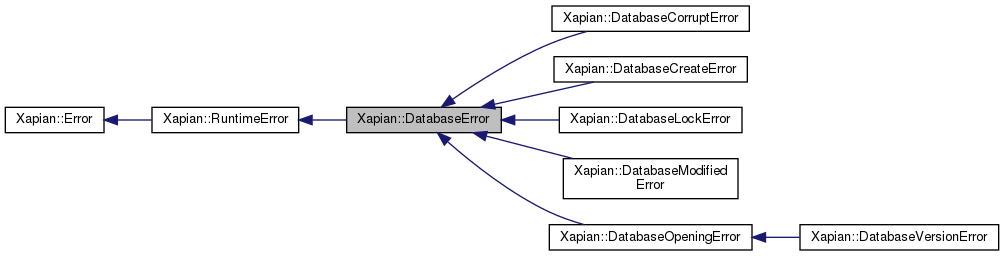 Xapian::Error
Xapian::RuntimeError
Xapian::DatabaseError
Xapian::DatabaseCorruptError
Xapian::DatabaseCreateError
Xapian::DatabaseLockError
Xapian::DatabaseModified
Error
Xapian::DatabaseOpeningError
Xapian::DatabaseVersionError